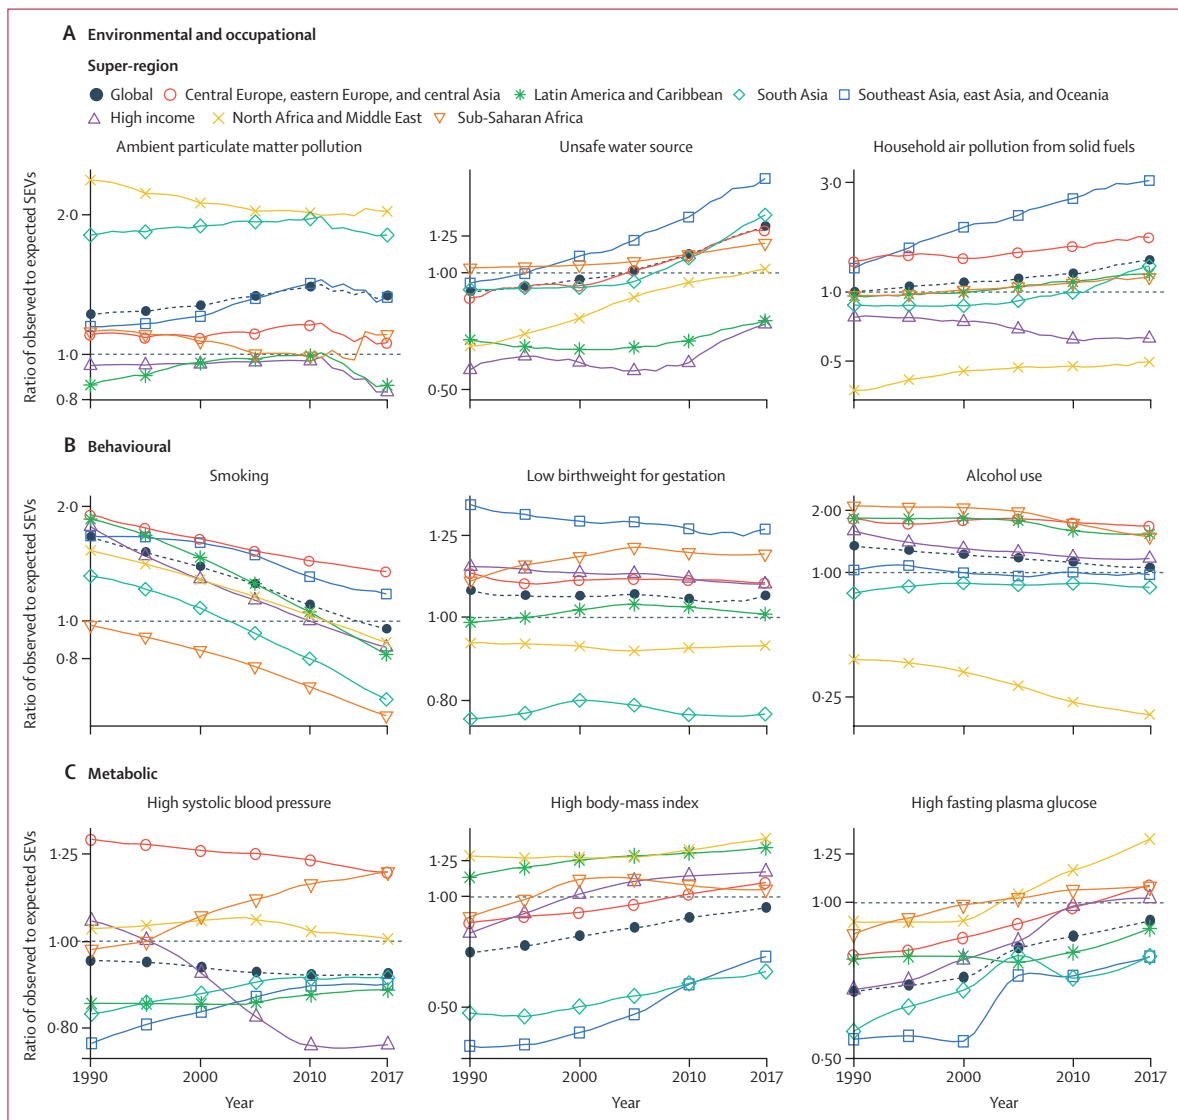 A Environmental and occupational
Super-region
Global Central Europe, eastern Europe, and central Asia Latin America and Caribbean South Asia Southeast Asia, east Asia, and Oceania
High income North Africa and Middle East Sub-Saharan Africa
Ambient particulate matter pollution Unsafe water source Household air pollution from solid fuels
Ratio of observed to expected SEVs
2·0
1·0
0·8
1·25
1·00
0·50
3·0
1·0
0·5
B Behavioural
Smoking Low birthweight for gestation Alcohol use
Ratio of observed to expected SEVs
2·0
1·0
0·8
1·25
1·00
0·80
2·00
1·00
0·25
C Metabolic
High systolic blood pressure High body-mass index High fasting plasma glucose
Ratio of observed to expected SEVs
1·25
1·00
0·80
1·25
1·00
0·50
1·25
1·00
0·50
1990 2000 2010 2017 1990 2000 2010 2017 1990 2000 2010 2017
Year Year Year